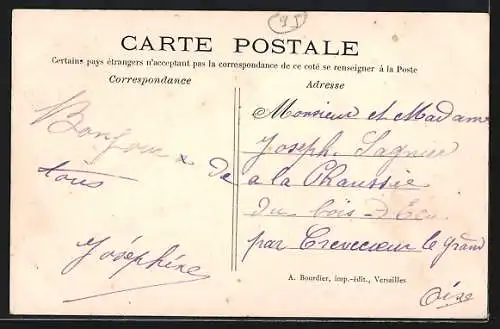 CARTE POSTALE
Certains pays étrangers n'acceptant pas la correspondance de ce coté se renseigner à la Poste
Correspondance
Adresse
Bonjour
tous
Joséphine
Monsieur et Madame
Joseph Lagnier
de a la Chaussée
Du bois d'Ecu
par Crevecoeur le grand
Oise
A. Bourdier, imp.-édit., Versailles